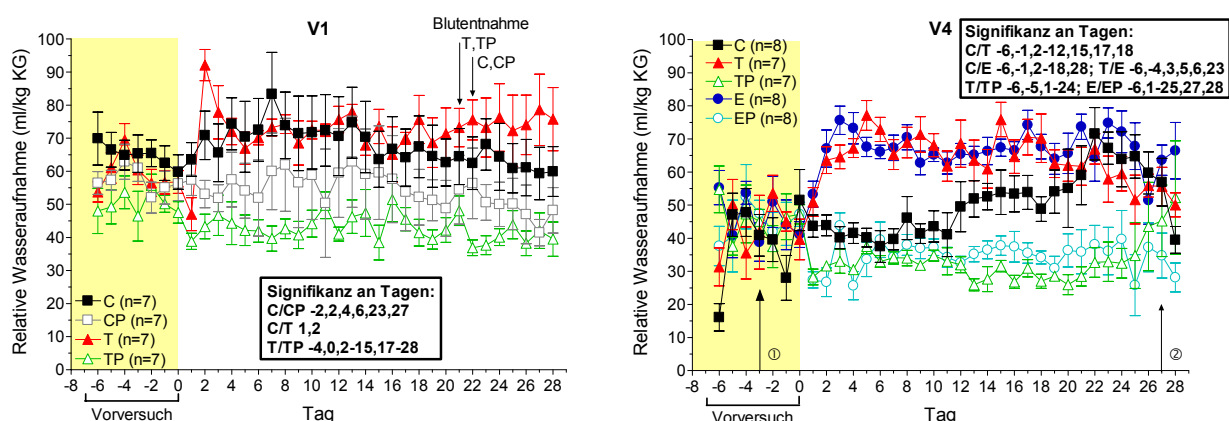 V1
Blutentnahme
T,TP
C,CP
Relative Wasseraufnahme (ml/kg KG)
100
90
80
70
60
50
40
30
20
10
0
C (n=7)
CP (n=7)
T (n=7)
TP (n=7)
Signifikanz an Tagen:
C/CP -2,2,4,6,23,27
C/T 1,2
T/TP -4,0,2-15,17-28
-8 -6 -4 -2 0 2 4 6 8 10 12 14 16 18 20 22 24 26 28
Vorversuch
Tag
V4
Signifikanz an Tagen:
C/T -6,-1,2-12,15,17,18
C/E -6,-1,2-18,28; T/E -6,-4,3,5,6,23
T/TP -6,-5,1-24; E/EP -6,1-25,27,28
Relative Wasseraufnahme (ml/kg KG)
100
90
80
70
60
50
40
30
20
10
0
C (n=8)
T (n=7)
TP (n=7)
E (n=8)
EP (n=8)
①
②
-8 -6 -4 -2 0 2 4 6 8 10 12 14 16 18 20 22 24 26 28
Vorversuch
Tag